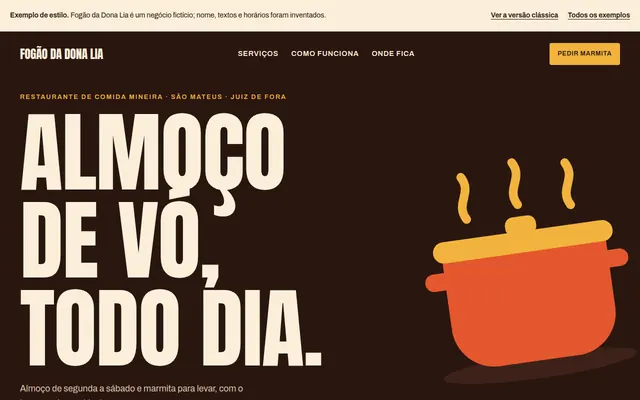 Exemplo de estilo. Fogão da Dona Lia é um negócio fictício; nome, textos e horários foram inventados.
Ver a versão clássica
Todos os exemplos
FOGÃO DA DONA LIA
SERVIÇOS
COMO FUNCIONA
ONDE FICA
PEDIR MARMITA
RESTAURANTE DE COMIDA MINEIRA · SÃO MATEUS · JUIZ DE FORA
ALMOÇO
DE VÓ,
TODO DIA.
Almoço de segunda a sábado e marmita para levar, com o